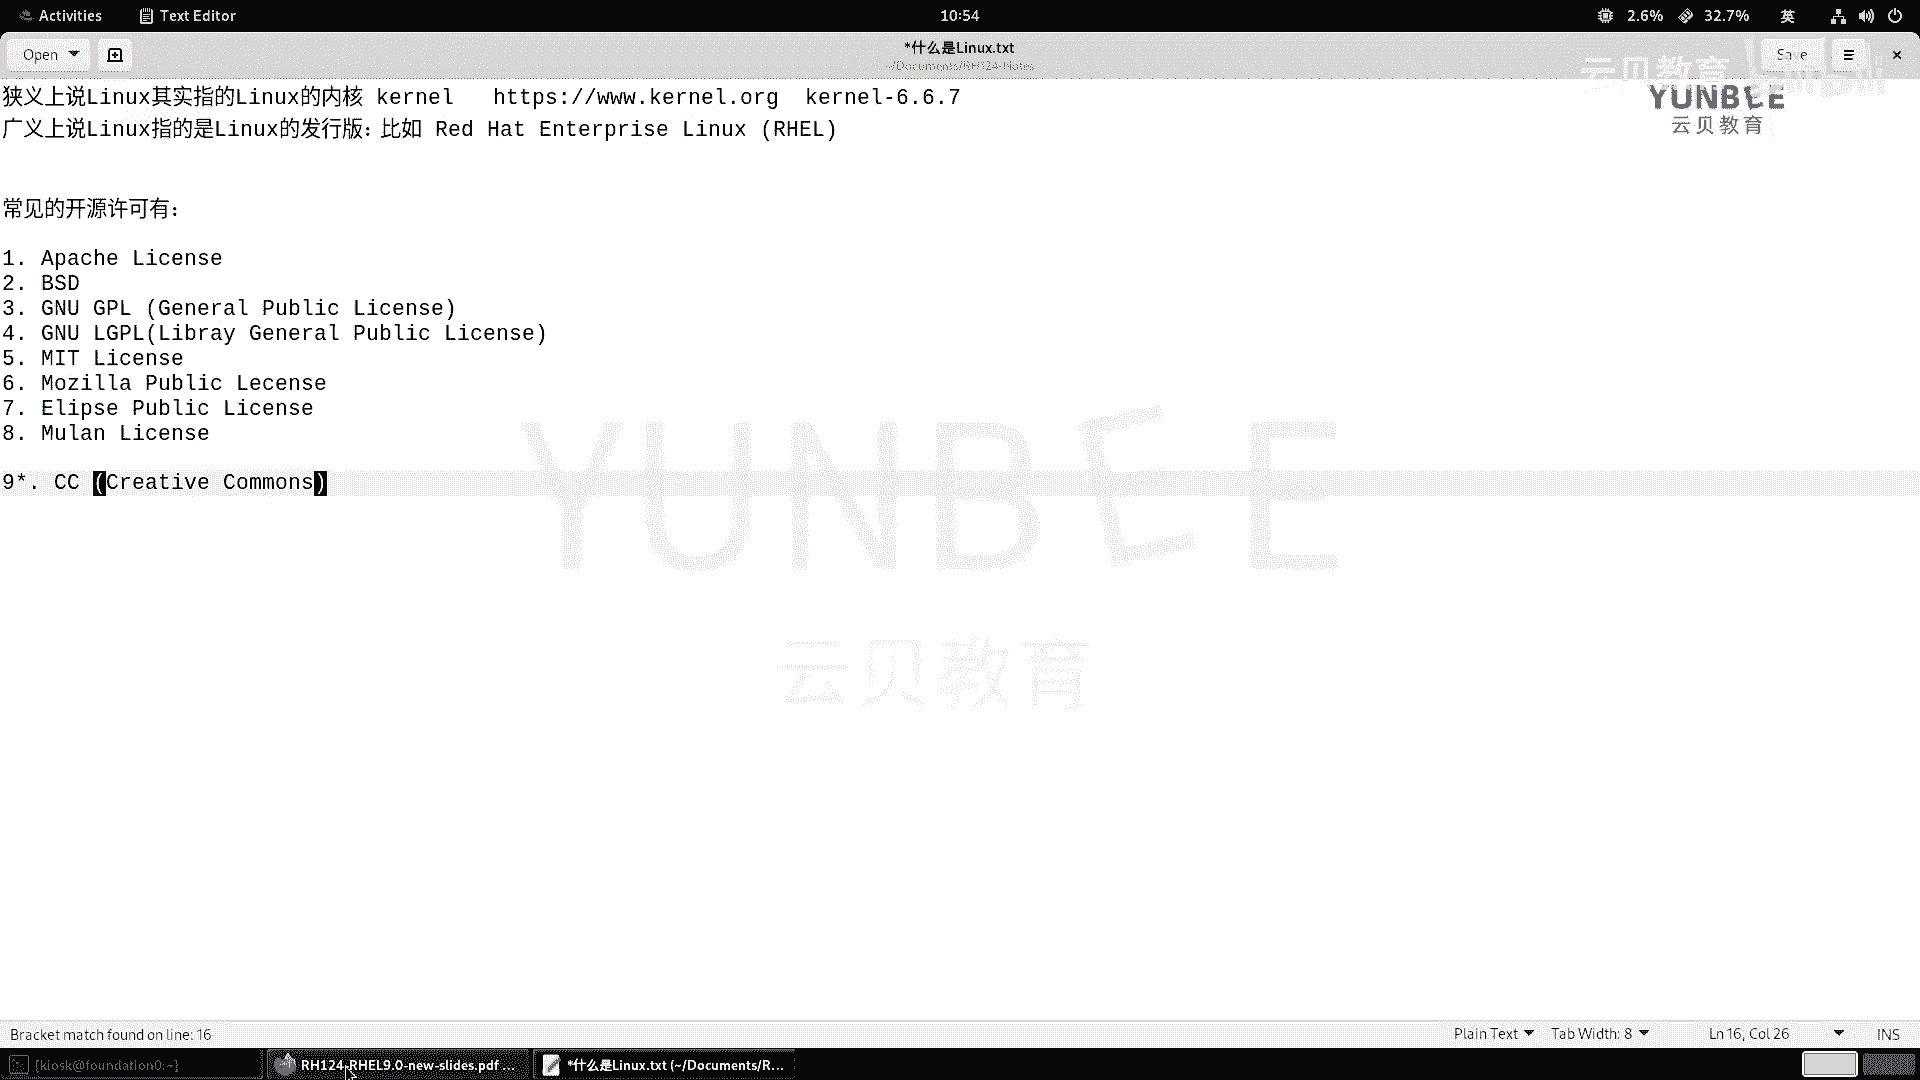 Activities Text Editor 10:54 2.6% 32.7% 英
Open *什么是Linux.txt Save
~/Documents/RH124-Notes
云贝教育
YUNBEE
云贝教育
狭义上说Linux其实指的Linux的内核 kernel https://www.kernel.org kernel-6.6.7
广义上说Linux指的是Linux的发行版：比如 Red Hat Enterprise Linux (RHEL)
常见的开源许可有：
1. Apache License
2. BSD
3. GNU GPL (General Public License)
4. GNU LGPL(Libray General Public License)
5. MIT License
6. Mozilla Public Lecense
7. Elipse Public License
8. Mulan License
9*. CC (Creative Commons)
YUNBEE
云贝教育
Bracket match found on line: 16 Plain Text Tab Width: 8 Ln 16, Col 26 INS
[kiosk@foundation0:~] RH124-RHEL9.0-new-slides.pdf ... *什么是Linux.txt (~/Documents/R...